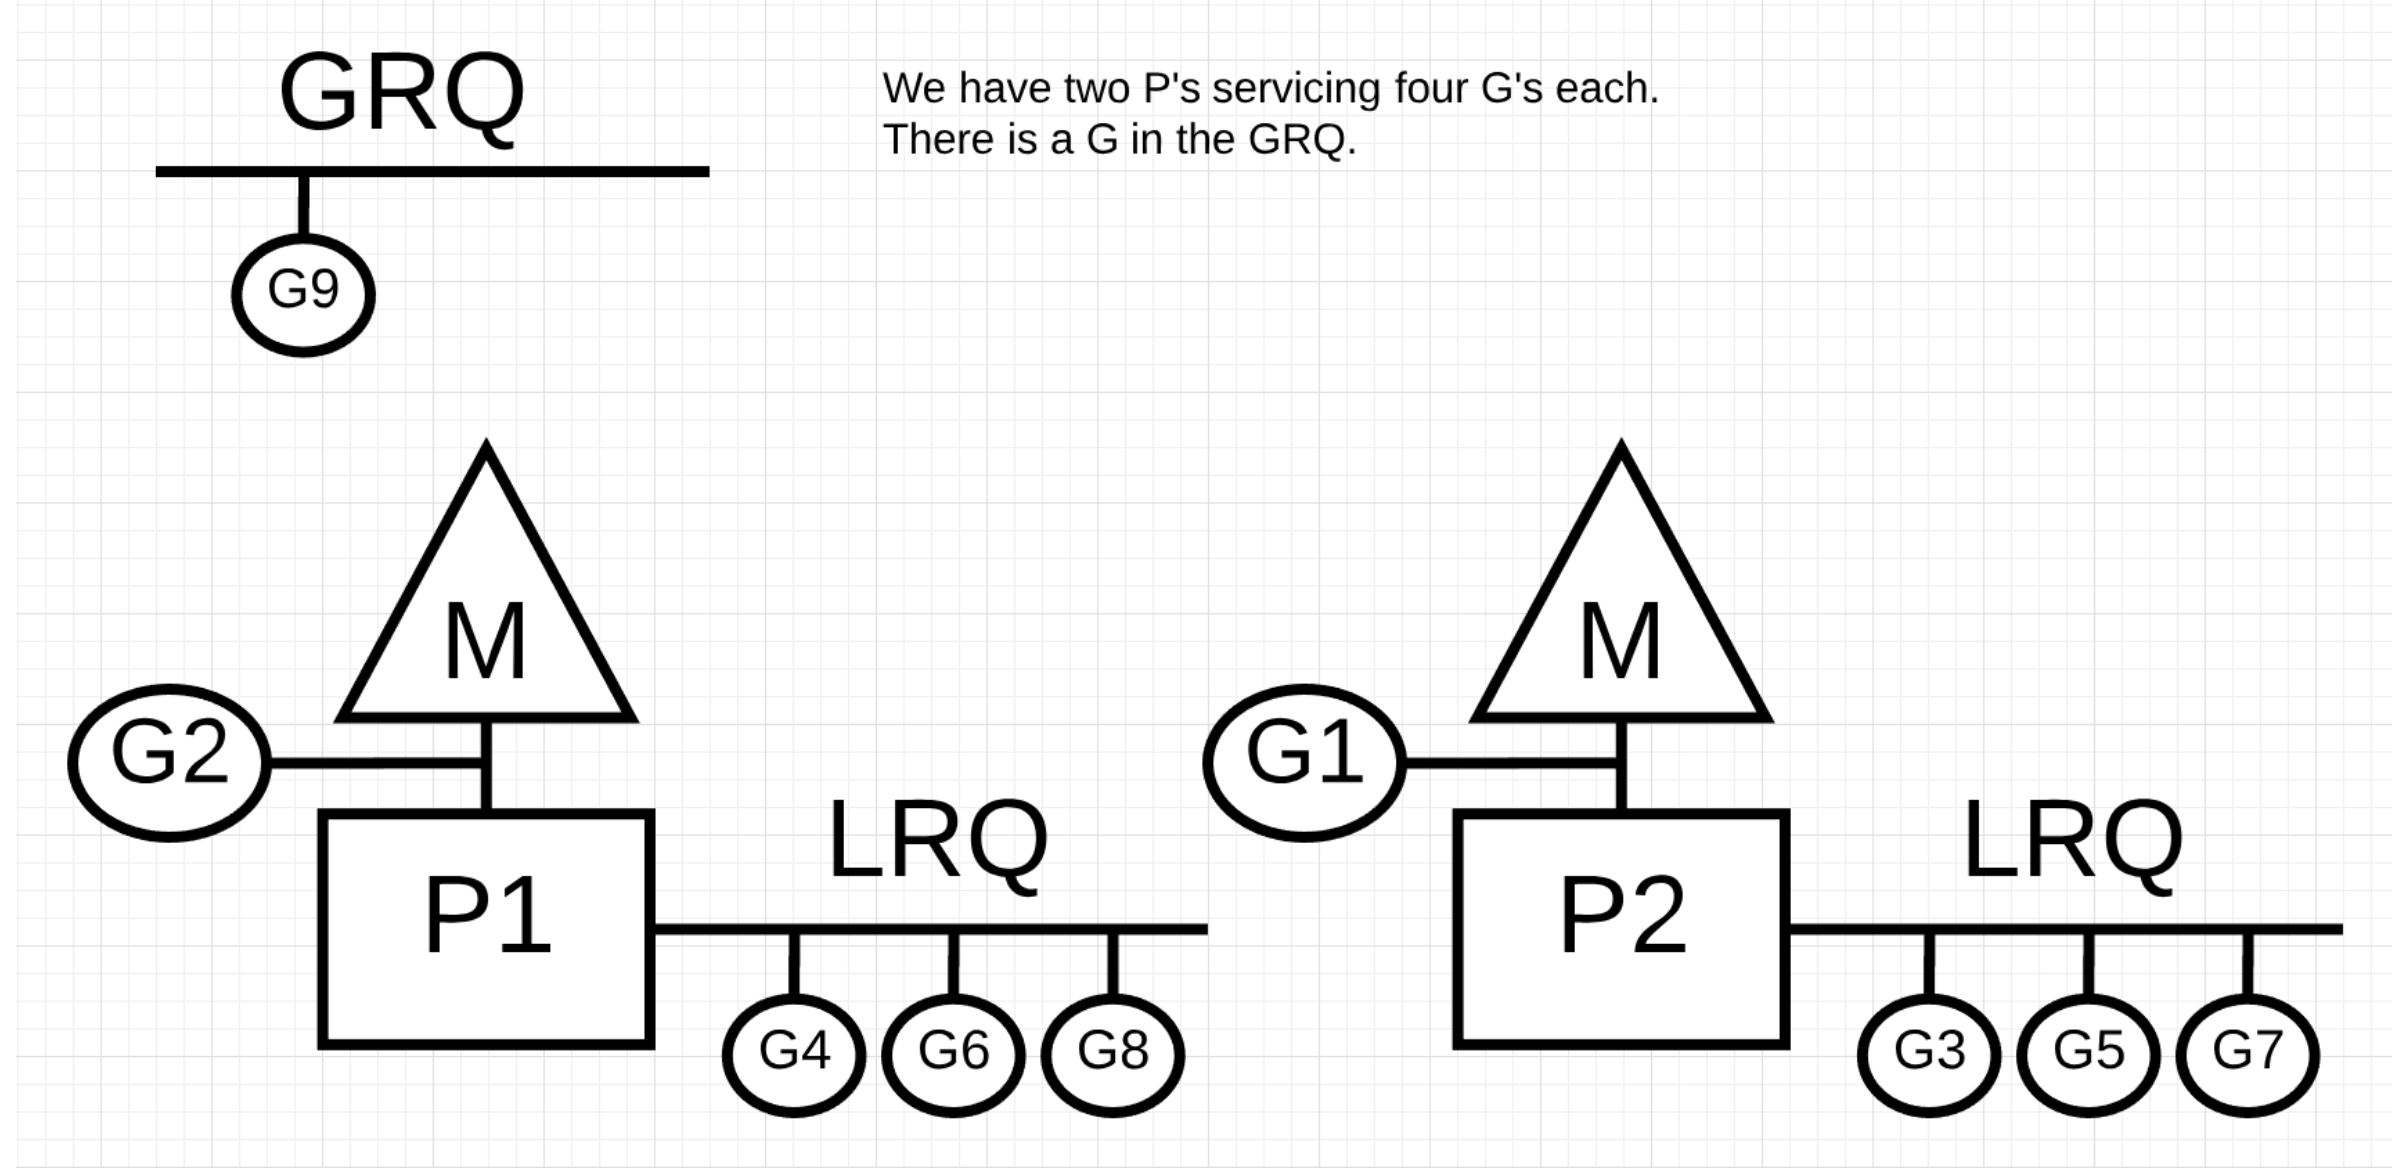 GRQ
We have two P's servicing four G's each.
There is a G in the GRQ.
G9
M
M
G2
G1
LRQ
LRQ
P1
P2
G4 G6 G8
G3 G5 G7